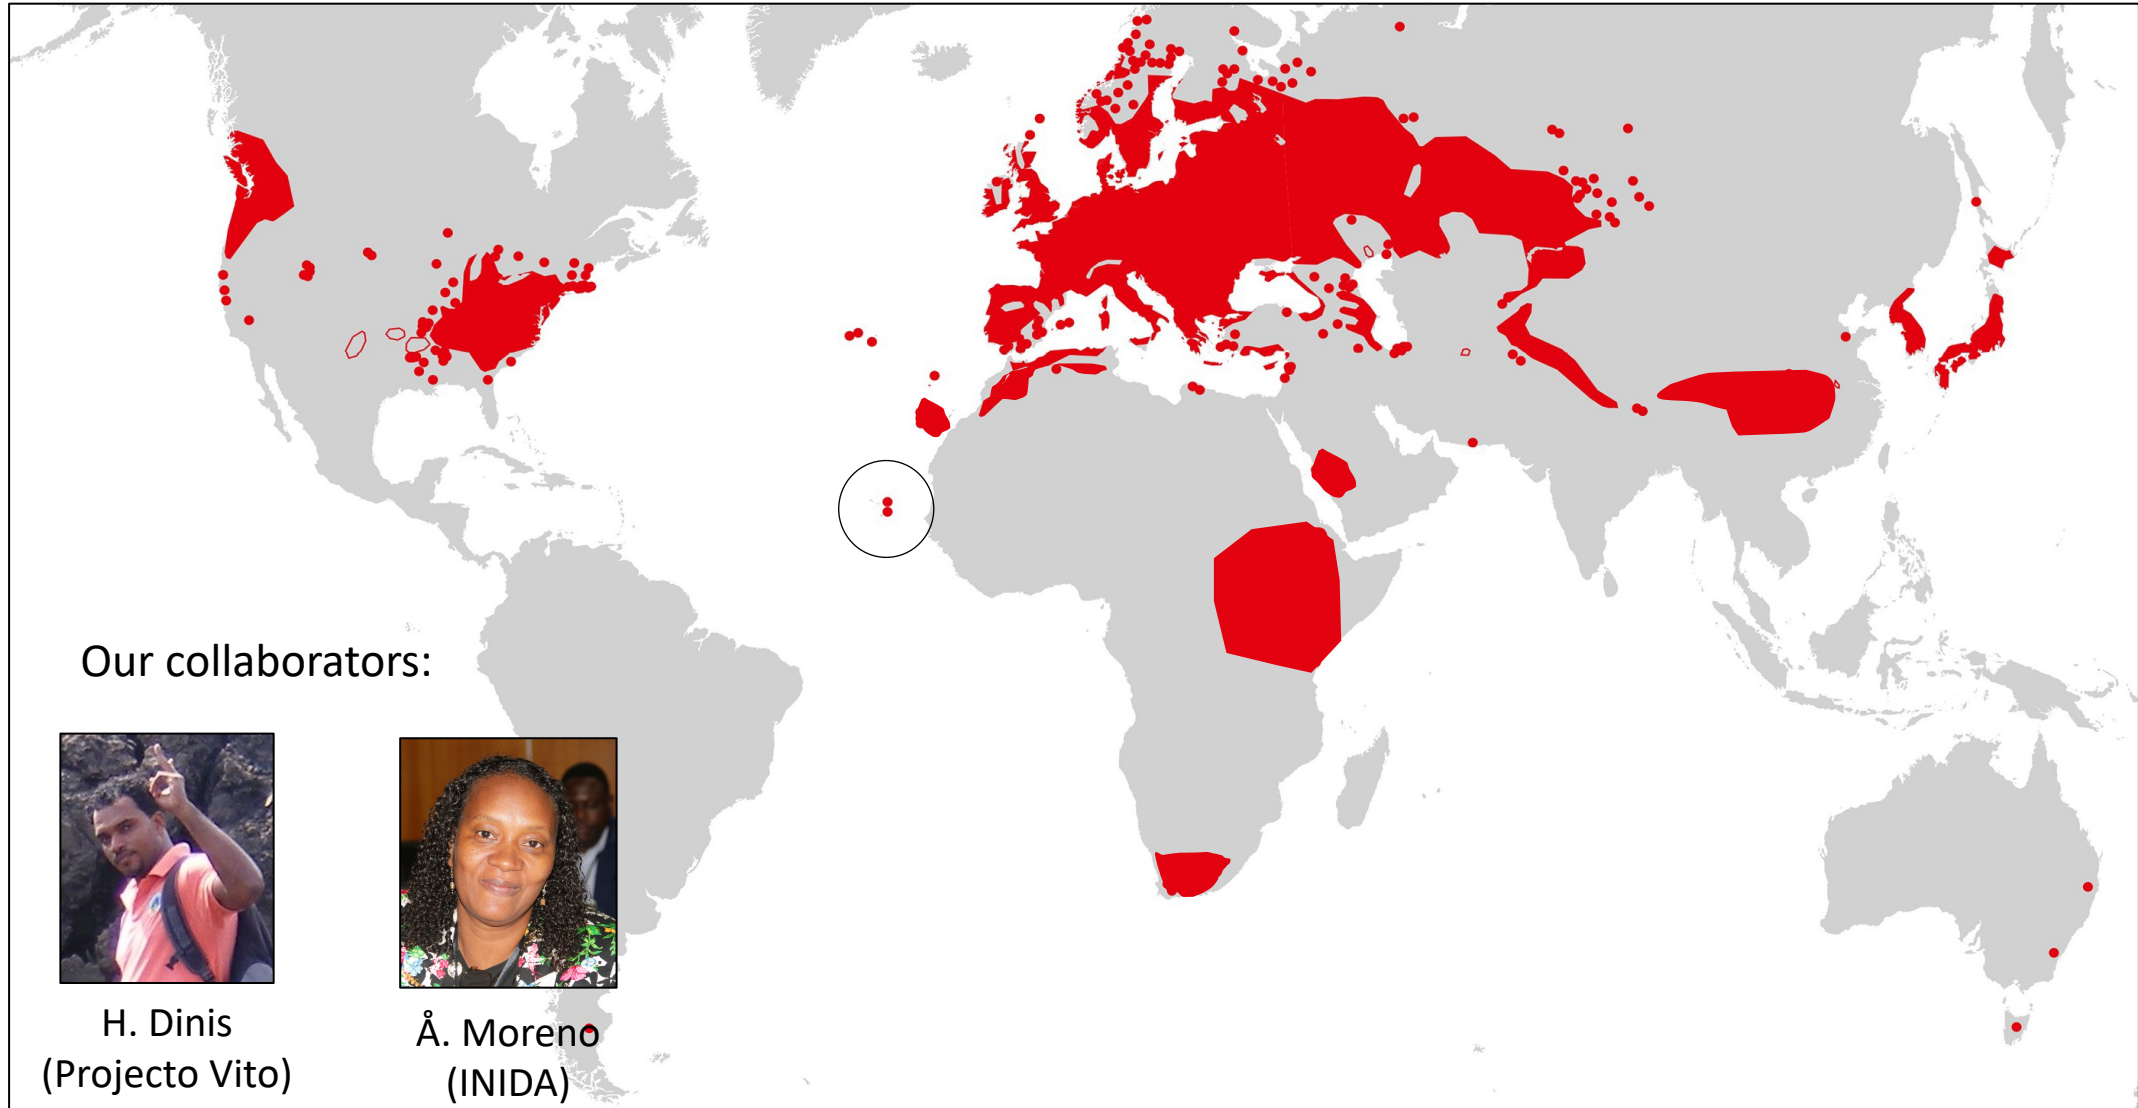 Our collaborators:
H. Dinis
(Projecto Vito)
Å. Moreno
(INIDA)